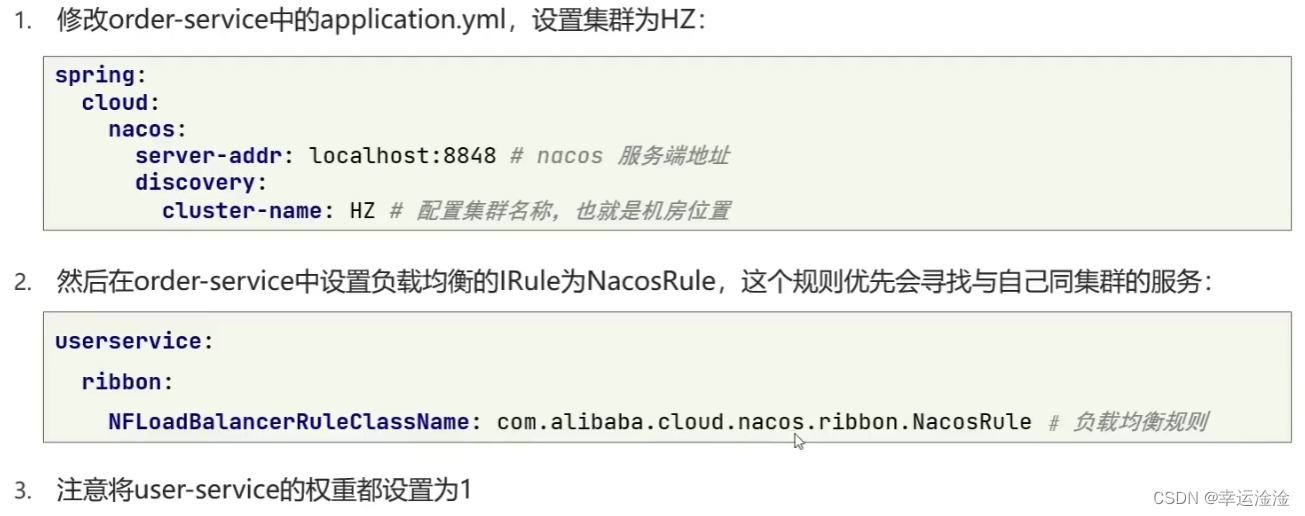 1. 修改order-service中的application.yml，设置集群为HZ：
spring:
  cloud:
    nacos:
      server-addr: localhost:8848 # nacos 服务端地址
      discovery:
        cluster-name: HZ # 配置集群名称，也就是机房位置
2. 然后在order-service中设置负载均衡的IRule为NacosRule，这个规则优先会寻找与自己同集群的服务：
userservice:
  ribbon:
    NFLoadBalancerRuleClassName: com.alibaba.cloud.nacos.ribbon.NacosRule # 负载均衡规则
3. 注意将user-service的权重都设置为1
CSDN @幸运淦淦